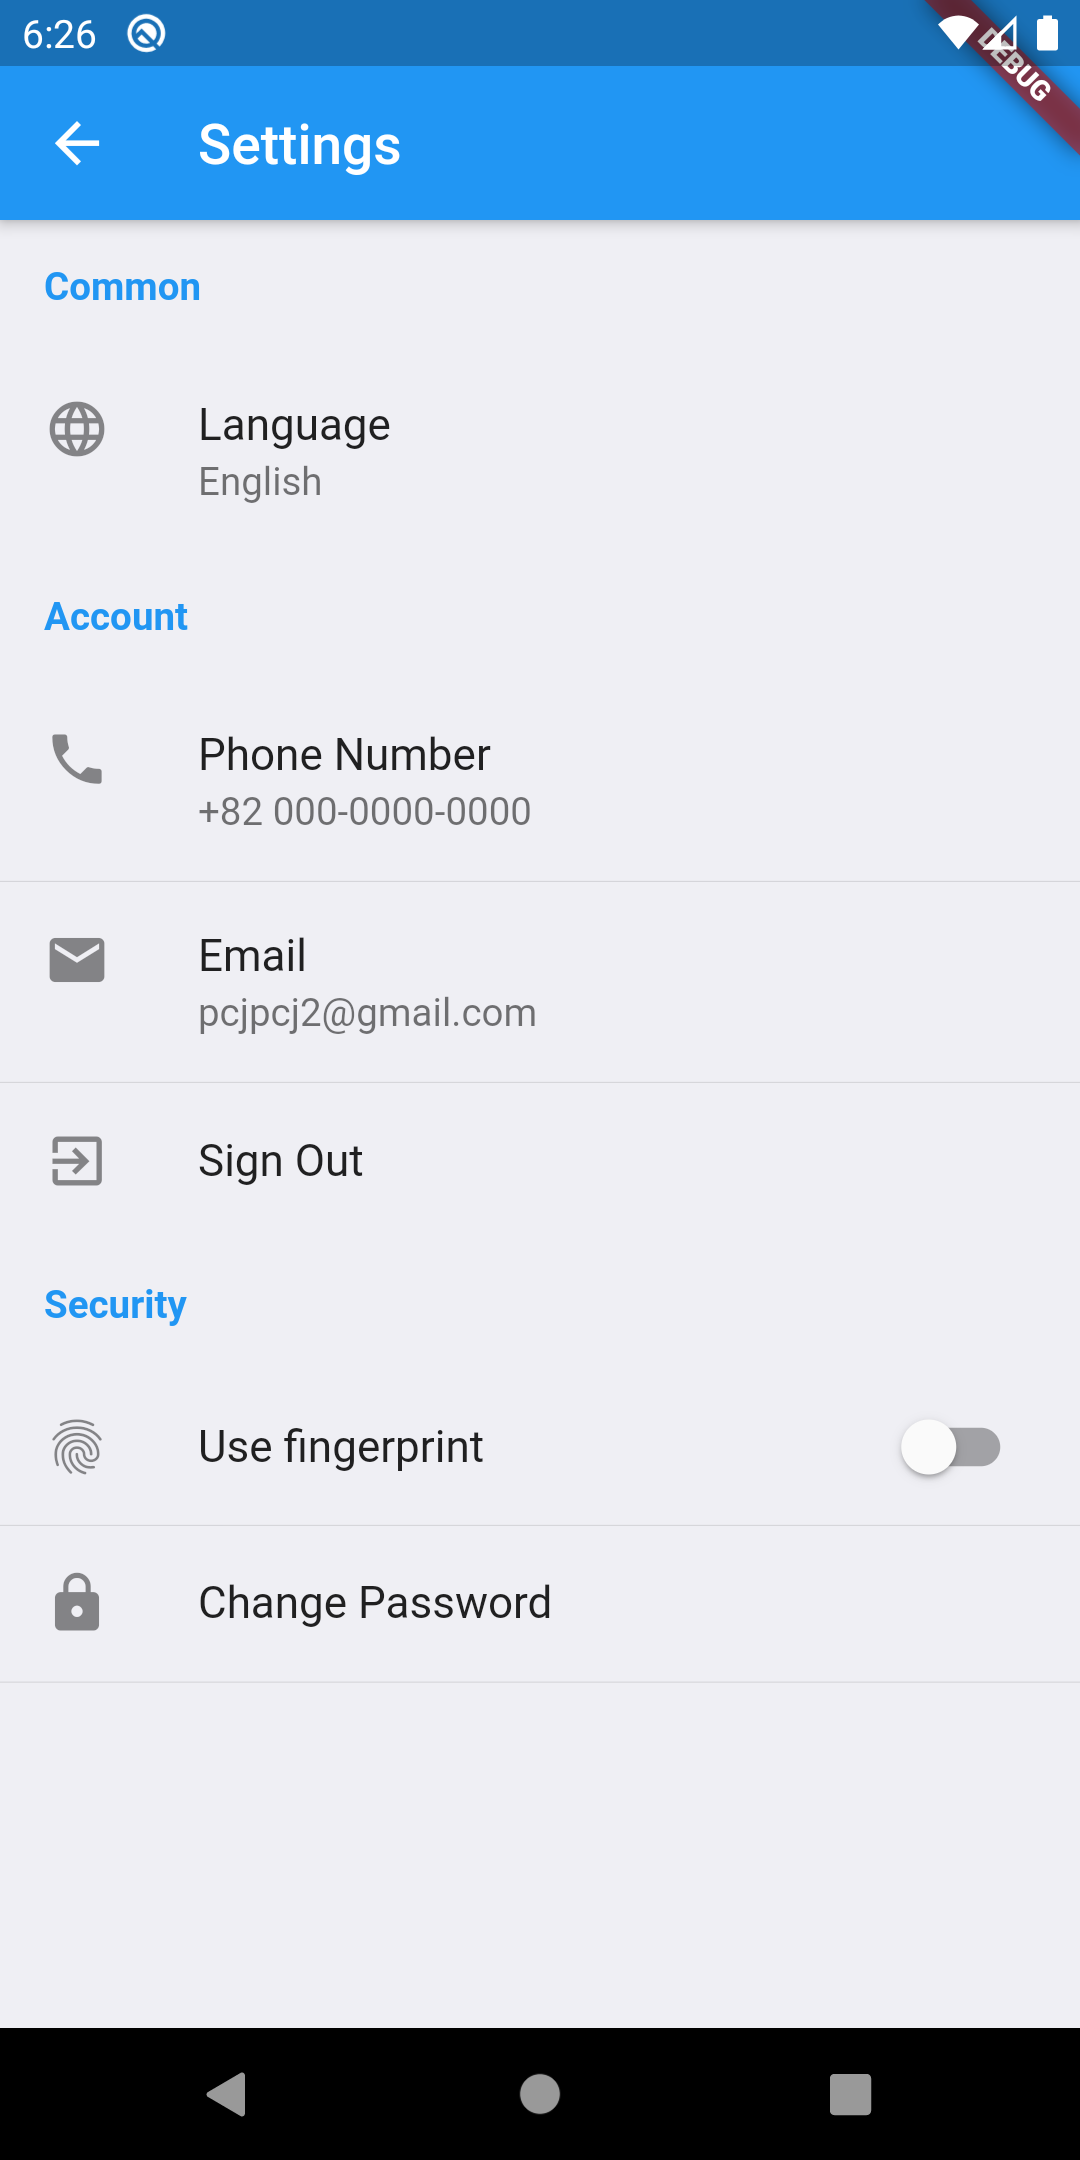 6:26
DEBUG
Settings
Common
Language
English
Account
Phone Number
+82 000-0000-0000
Email
pcjpcj2@gmail.com
Sign Out
Security
Use fingerprint
Change Password